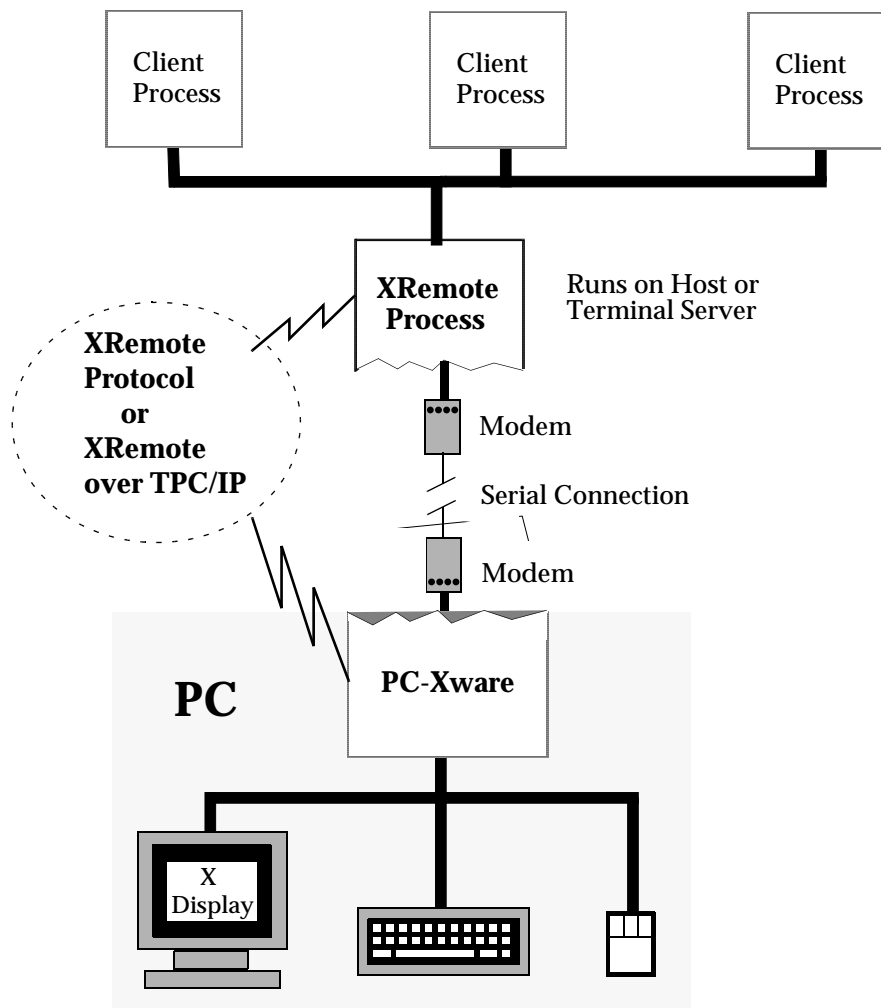 Client
Process
Client
Process
Client
Process
XRemote
Process
Runs on Host or
Terminal Server
XRemote
Protocol
or
XRemote
over TPC/IP
Modem
Serial Connection
Modem
PC-Xware
PC
X
Display